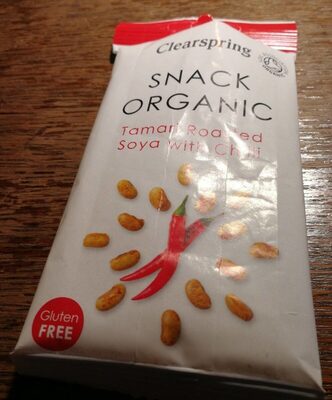 Clearspring
SNACK
ORGANIC
Tamari Roasted
Soya with Chili
Gluten
FREE